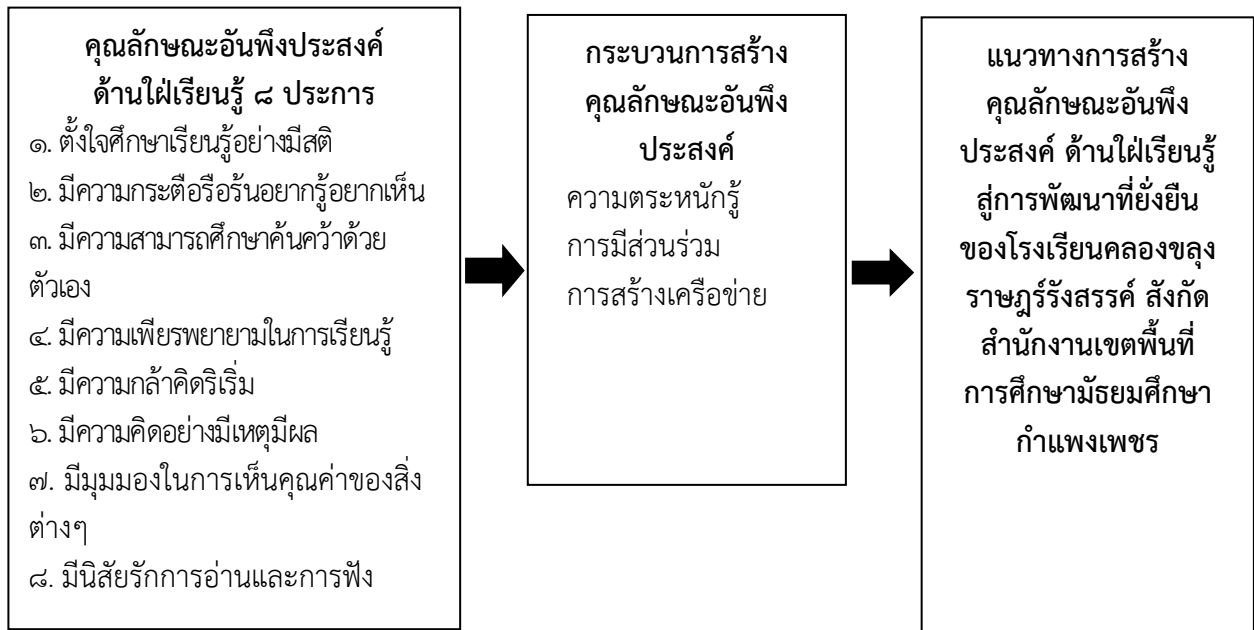 คุณลักษณะอันพึงประสงค์
ด้านใฝ่เรียนรู้ ๘ ประการ
๑. ตั้งใจศึกษาเรียนรู้อย่างมีสติ
๒. มีความกระตือรือร้นอยากรู้อยากเห็น
๓. มีความสามารถศึกษาค้นคว้าด้วย
ตัวเอง
๔. มีความเพียรพยายามในการเรียนรู้
๕. มีความกล้าคิดริเริ่ม
๖. มีความคิดอย่างมีเหตุมีผล
๗. มีมุมมองในการเห็นคุณค่าของสิ่ง
ต่างๆ
๘. มีนิสัยรักการอ่านและการฟัง
กระบวนการสร้าง
คุณลักษณะอันพึง
ประสงค์
ความตระหนักรู้
การมีส่วนร่วม
การสร้างเครือข่าย
แนวทางการสร้าง
คุณลักษณะอันพึง
ประสงค์ ด้านใฝ่เรียนรู้
สู่การพัฒนาที่ยั่งยืน
ของโรงเรียนคลองขลุง
ราษฎร์รังสรรค์ สังกัด
สำนักงานเขตพื้นที่
การศึกษามัธยมศึกษา
กำแพงเพชร